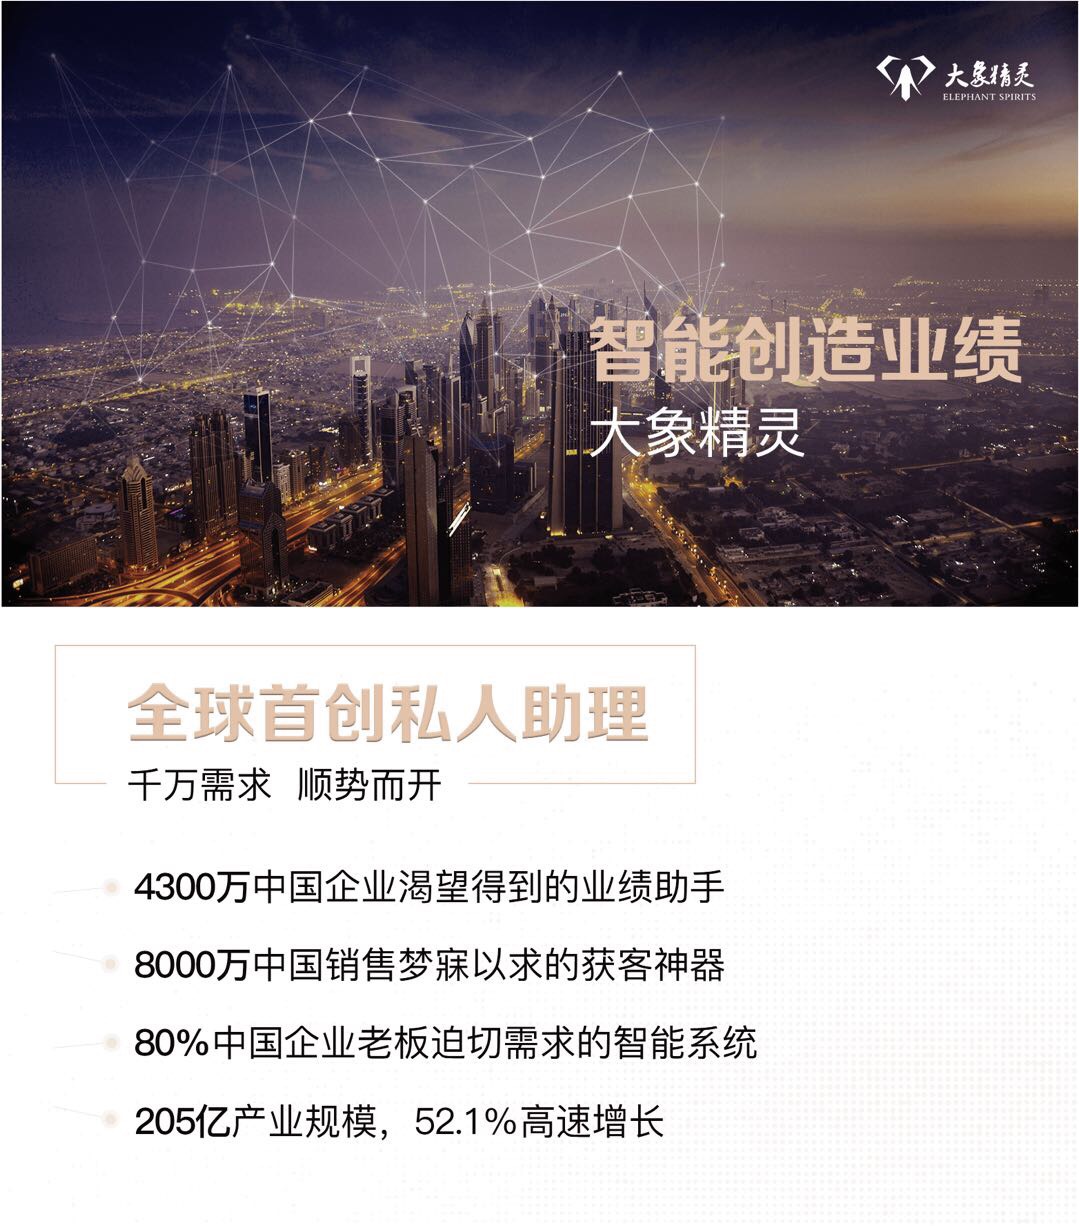 大象精灵
ELEPHANT SPIRITS
智能创造业绩
大象精灵
全球首创私人助理
千万需求 顺势而开
4300万中国企业渴望得到的业绩助手
8000万中国销售梦寐以求的获客神器
80%中国企业老板迫切需求的智能系统
205亿产业规模，52.1%高速增长